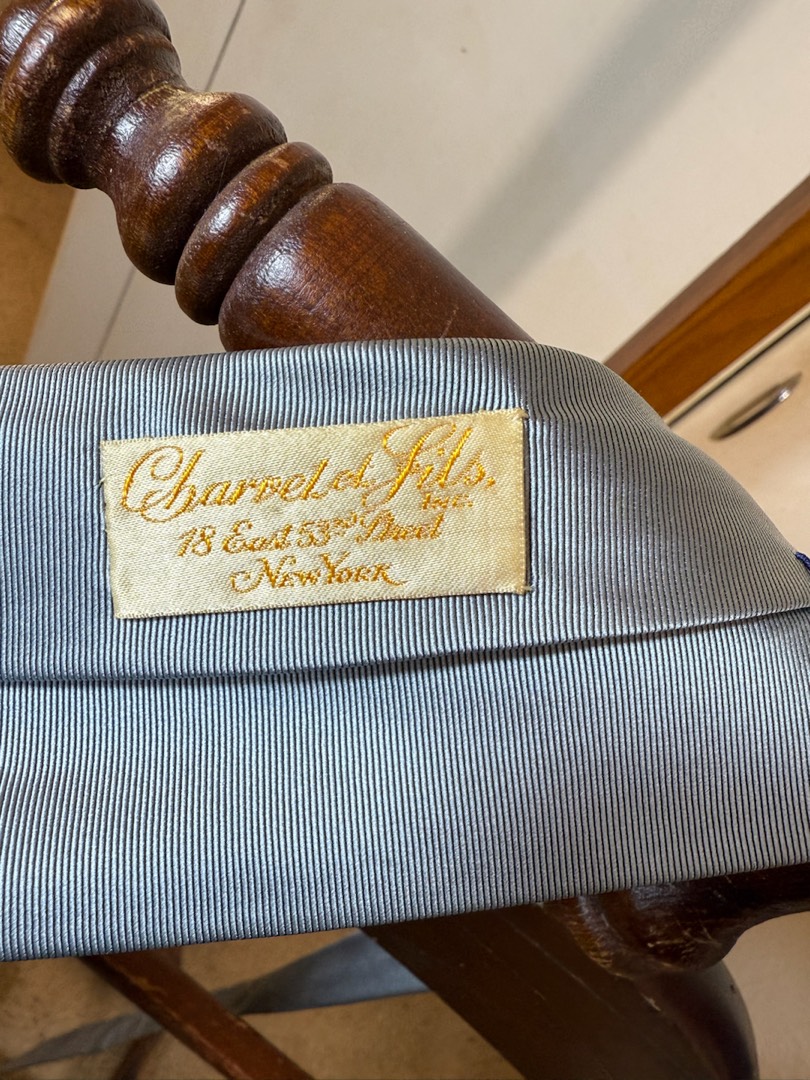 Charvet et Fils.
Inc.
18 East 53rd Street
New York